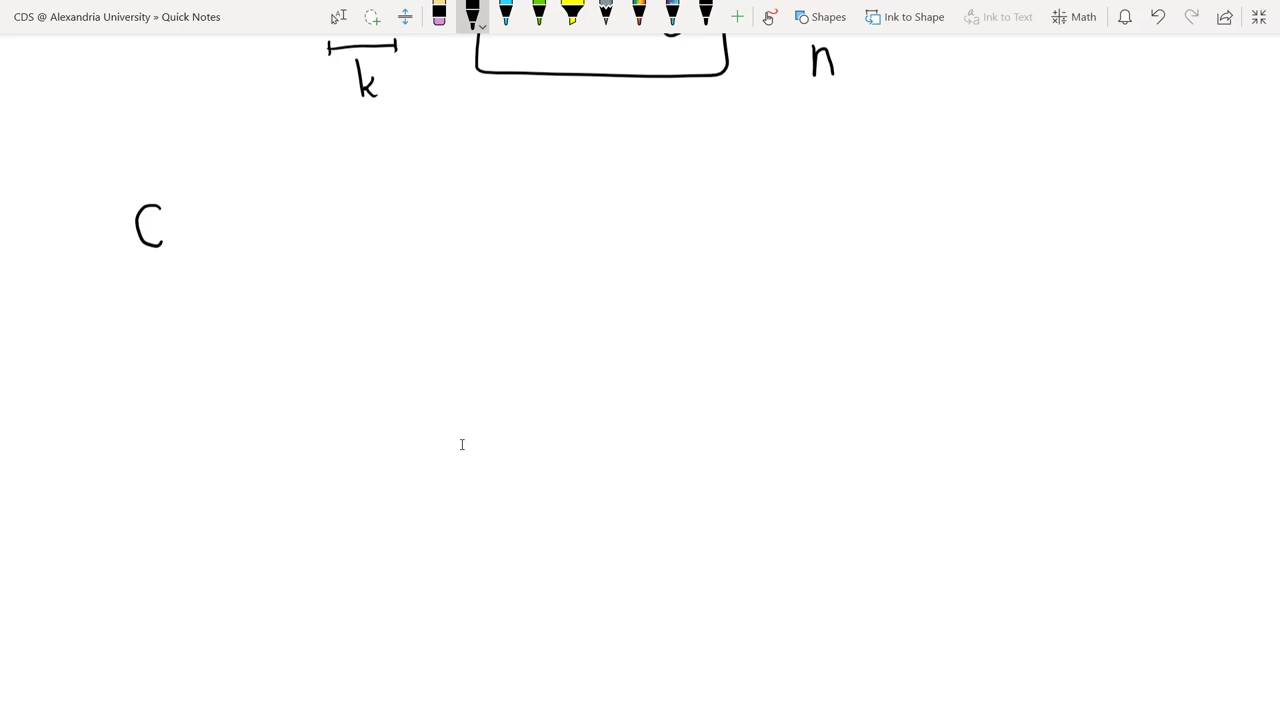 CDS @ Alexandria University » Quick Notes Shapes Ink to Shape Ink to Text Math
k n
C